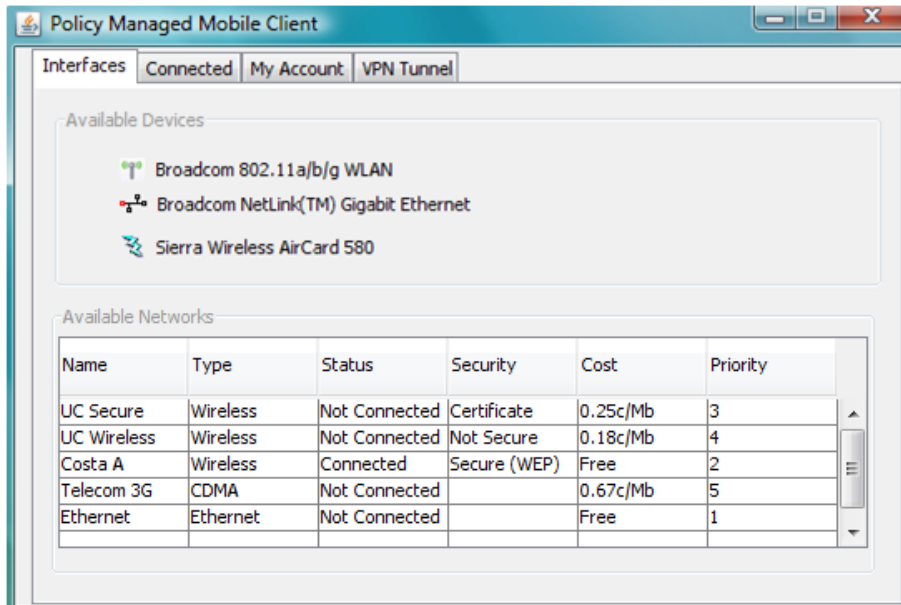 Policy Managed Mobile Client
Interfaces Connected My Account VPN Tunnel
Available Devices
Broadcom 802.11a/b/g WLAN
Broadcom NetLink(TM) Gigabit Ethernet
Sierra Wireless AirCard 580
Available Networks
Name Type Status Security Cost Priority
UC Secure Wireless Not Connected Certificate 0.25c/Mb 3
UC Wireless Wireless Not Connected Not Secure 0.18c/Mb 4
Costa A Wireless Connected Secure (WEP) Free 2
Telecom 3G CDMA Not Connected 0.67c/Mb 5
Ethernet Ethernet Not Connected Free 1